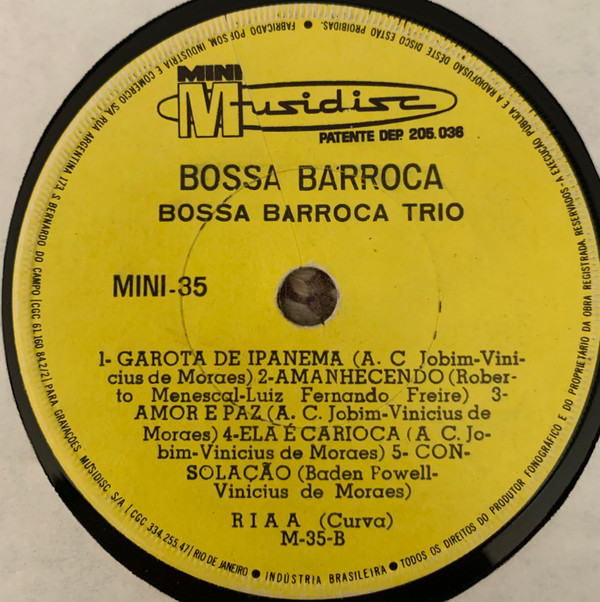 MINI
Musidisc
PATENTE DEP. 205.036
BOSSA BARROCA
BOSSA BARROCA TRIO
MINI-35
1- GAROTA DE IPANEMA (A. C Jobim-Vini-
cius de Moraes) 2-AMANHECENDO (Rober-
to Menescal-Luiz Fernando Freire) 3-
AMOR E PAZ (A. C. Jobim-Vinicius de
Moraes) 4-ELA É CARIOCA (A C. Jo-
bim-Vinicius de Moraes) 5- CON-
SOLAÇÃO (Baden Powell-
Vinicius de Moraes)
R I A A (Curva)
M-35-B
INDÚSTRIA BRASILEIRA ● TODOS OS DIREITOS DO PRODUTOR FONOGRÁFICO E DO PROPRIETÁRIO DA OBRA REGISTRADA, RESERVADOS - A EXECUÇÃO PÚBLICA E A RADIOFUSÃO DESTE DISCO ESTÃO PROIBIDAS. ● FABRICADO POR SOM, INDUSTRIA E COMERCIO S/A. RUA ARGENTINA 173, S. BERNARDO DO CAMPO (CGC 61.160.84.2/2) PARA GRAVAÇÕES MUSIDISC S/A (CGC 334.255.47) RIO DE JANEIRO ●